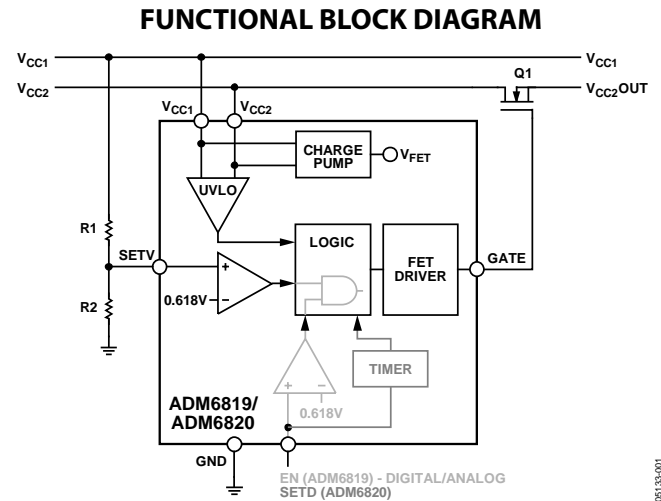 FUNCTIONAL BLOCK DIAGRAM
VCC1
VCC1
Q1
VCC2
VCC2OUT
VCC1
VCC2
CHARGE
PUMP
VFET
UVLO
R1
LOGIC
SETV
FET
DRIVER
GATE
+
0.618V
–
R2
TIMER
+
–
0.618V
ADM6819/
ADM6820
GND
EN (ADM6819) - DIGITAL/ANALOG
SETD (ADM6820)
05133-001